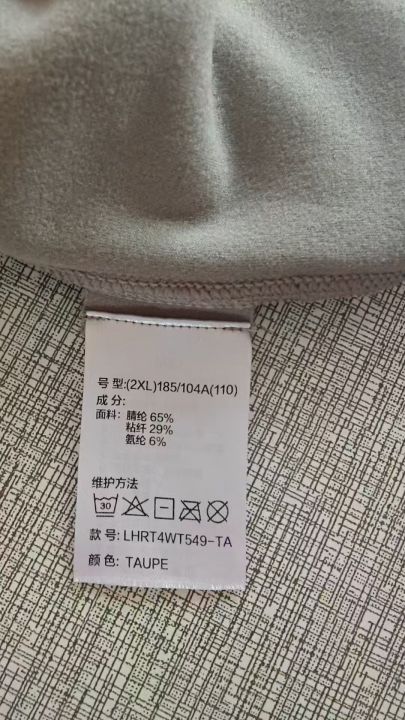 号 型:(2XL)185/104A(110)
成 分:
面料: 腈纶 65%
粘纤 29%
氨纶 6%
维护方法
30
款 号: LHRT4WT549-TA
颜 色: TAUPE